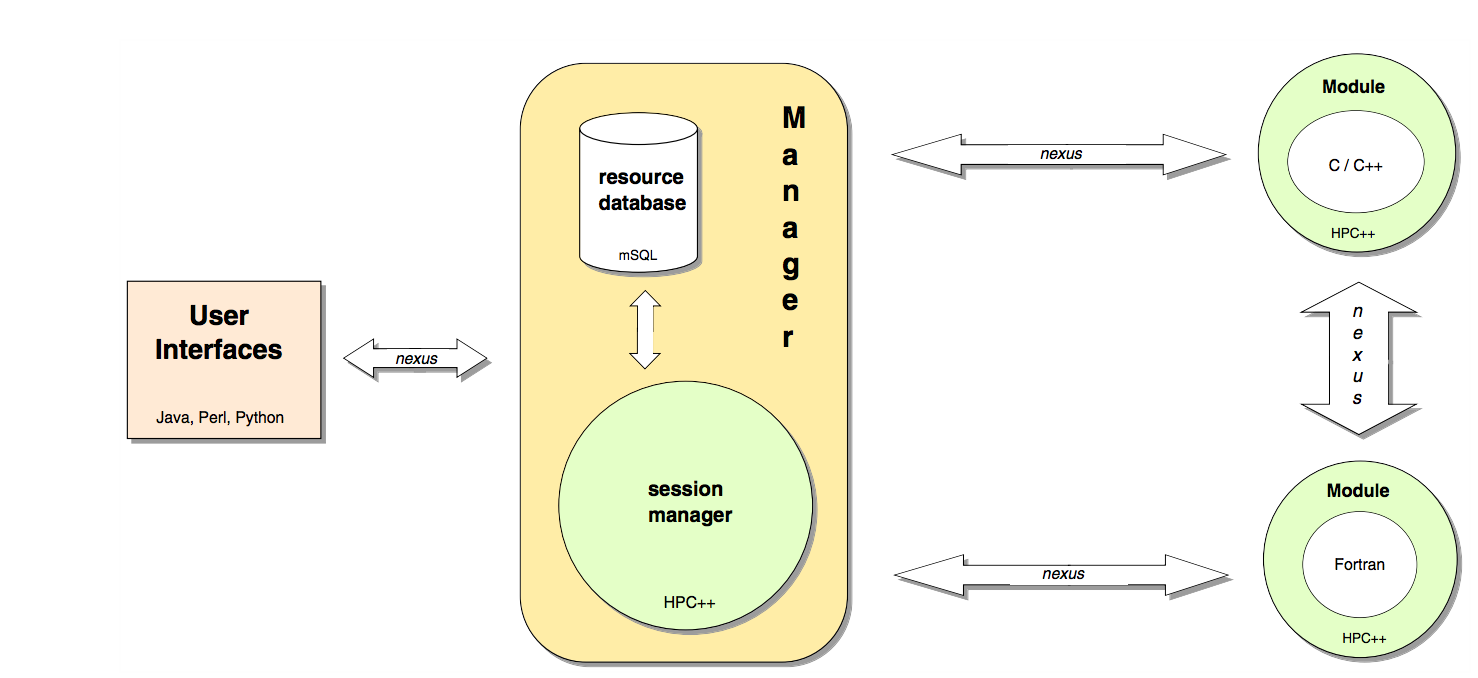 User
Interfaces
Java, Perl, Python
nexus
Manager
resource
database
mSQL
session
manager
HPC++
nexus
Module
C / C++
HPC++
nexus
nexus
Module
Fortran
HPC++